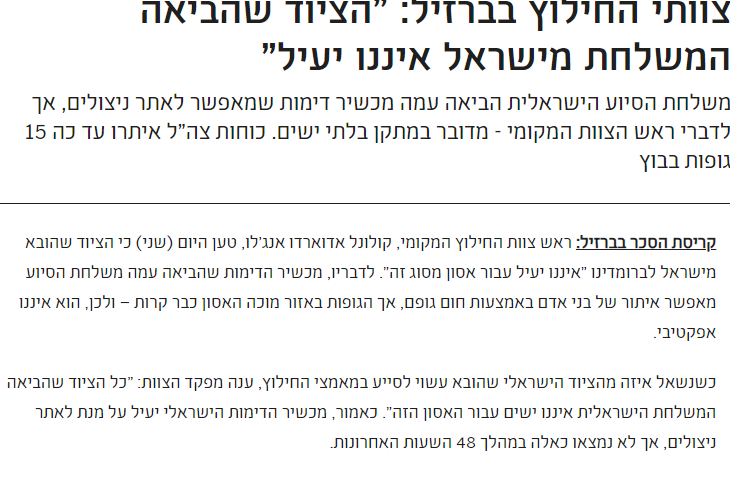 צוותי החילוץ בברזיל: "הציוד שהביאה
המשלחת מישראל איננו יעיל"
משלחת הסיוע הישראלית הביאה עמה מכשיר דימות שמאפשר לאתר ניצולים, אך
לדברי ראש הצוות המקומי - מדובר במתקן בלתי ישים. כוחות צה"ל איתרו עד כה 15
גופות בבוץ
קריסת הסכר בברזיל: ראש צוות החילוץ המקומי, קולונל אדוארדו אנג'לו, טען היום (שני) כי הציוד שהובא
מישראל לברומדינו "איננו יעיל עבור אסון מסוג זה". לדבריו, מכשיר הדימות שהביאה עמה משלחת הסיוע
מאפשר איתור של בני אדם באמצעות חום גופם, אך הגופות באזור מוכה האסון כבר קרות – ולכן, הוא איננו
אפקטיבי.
כשנשאל איזה מהציוד הישראלי שהובא עשוי לסייע במאמצי החילוץ, ענה מפקד הצוות: "כל הציוד שהביאה
המשלחת הישראלית איננו ישים עבור האסון הזה". כאמור, מכשיר הדימות הישראלי יעיל על מנת לאתר
ניצולים, אך לא נמצאו כאלה במהלך 48 השעות האחרונות.